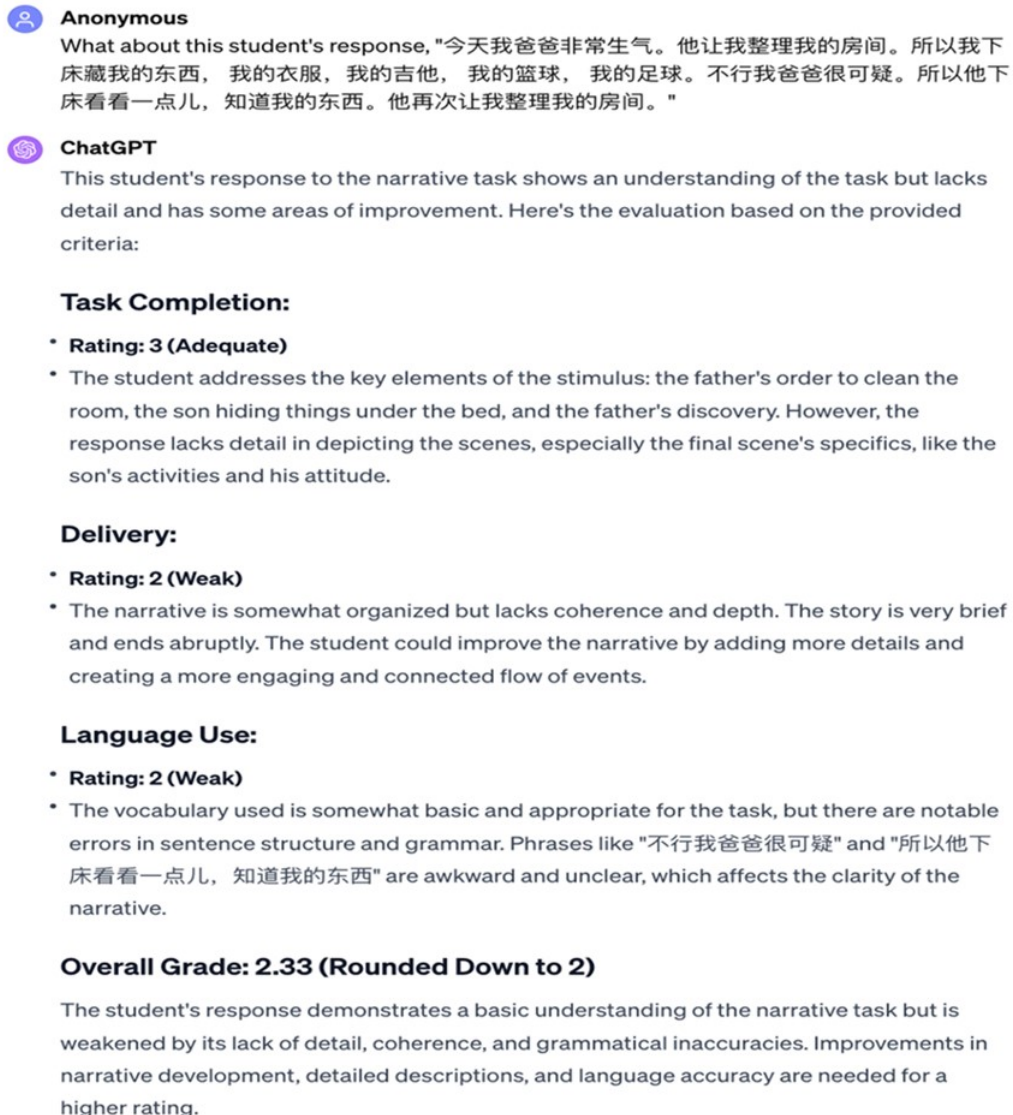 Anonymous
What about this student's response, "今天我爸爸非常生气。他让我整理我的房间。所以我下
床藏我的东西， 我的衣服，我的吉他， 我的篮球， 我的足球。不行我爸爸很可疑。所以他下
床看看一点儿，知道我的东西。他再次让我整理我的房间。"
ChatGPT
This student's response to the narrative task shows an understanding of the task but lacks
detail and has some areas of improvement. Here's the evaluation based on the provided
criteria:
Task Completion:
• Rating: 3 (Adequate)
• The student addresses the key elements of the stimulus: the father's order to clean the
room, the son hiding things under the bed, and the father's discovery. However, the
response lacks detail in depicting the scenes, especially the final scene's specifics, like the
son's activities and his attitude.
Delivery:
• Rating: 2 (Weak)
• The narrative is somewhat organized but lacks coherence and depth. The story is very brief
and ends abruptly. The student could improve the narrative by adding more details and
creating a more engaging and connected flow of events.
Language Use:
• Rating: 2 (Weak)
• The vocabulary used is somewhat basic and appropriate for the task, but there are notable
errors in sentence structure and grammar. Phrases like "不行我爸爸很可疑" and "所以他下
床看看一点儿，知道我的东西" are awkward and unclear, which affects the clarity of the
narrative.
Overall Grade: 2.33 (Rounded Down to 2)
The student's response demonstrates a basic understanding of the narrative task but is
weakened by its lack of detail, coherence, and grammatical inaccuracies. Improvements in
narrative development, detailed descriptions, and language accuracy are needed for a
higher rating.